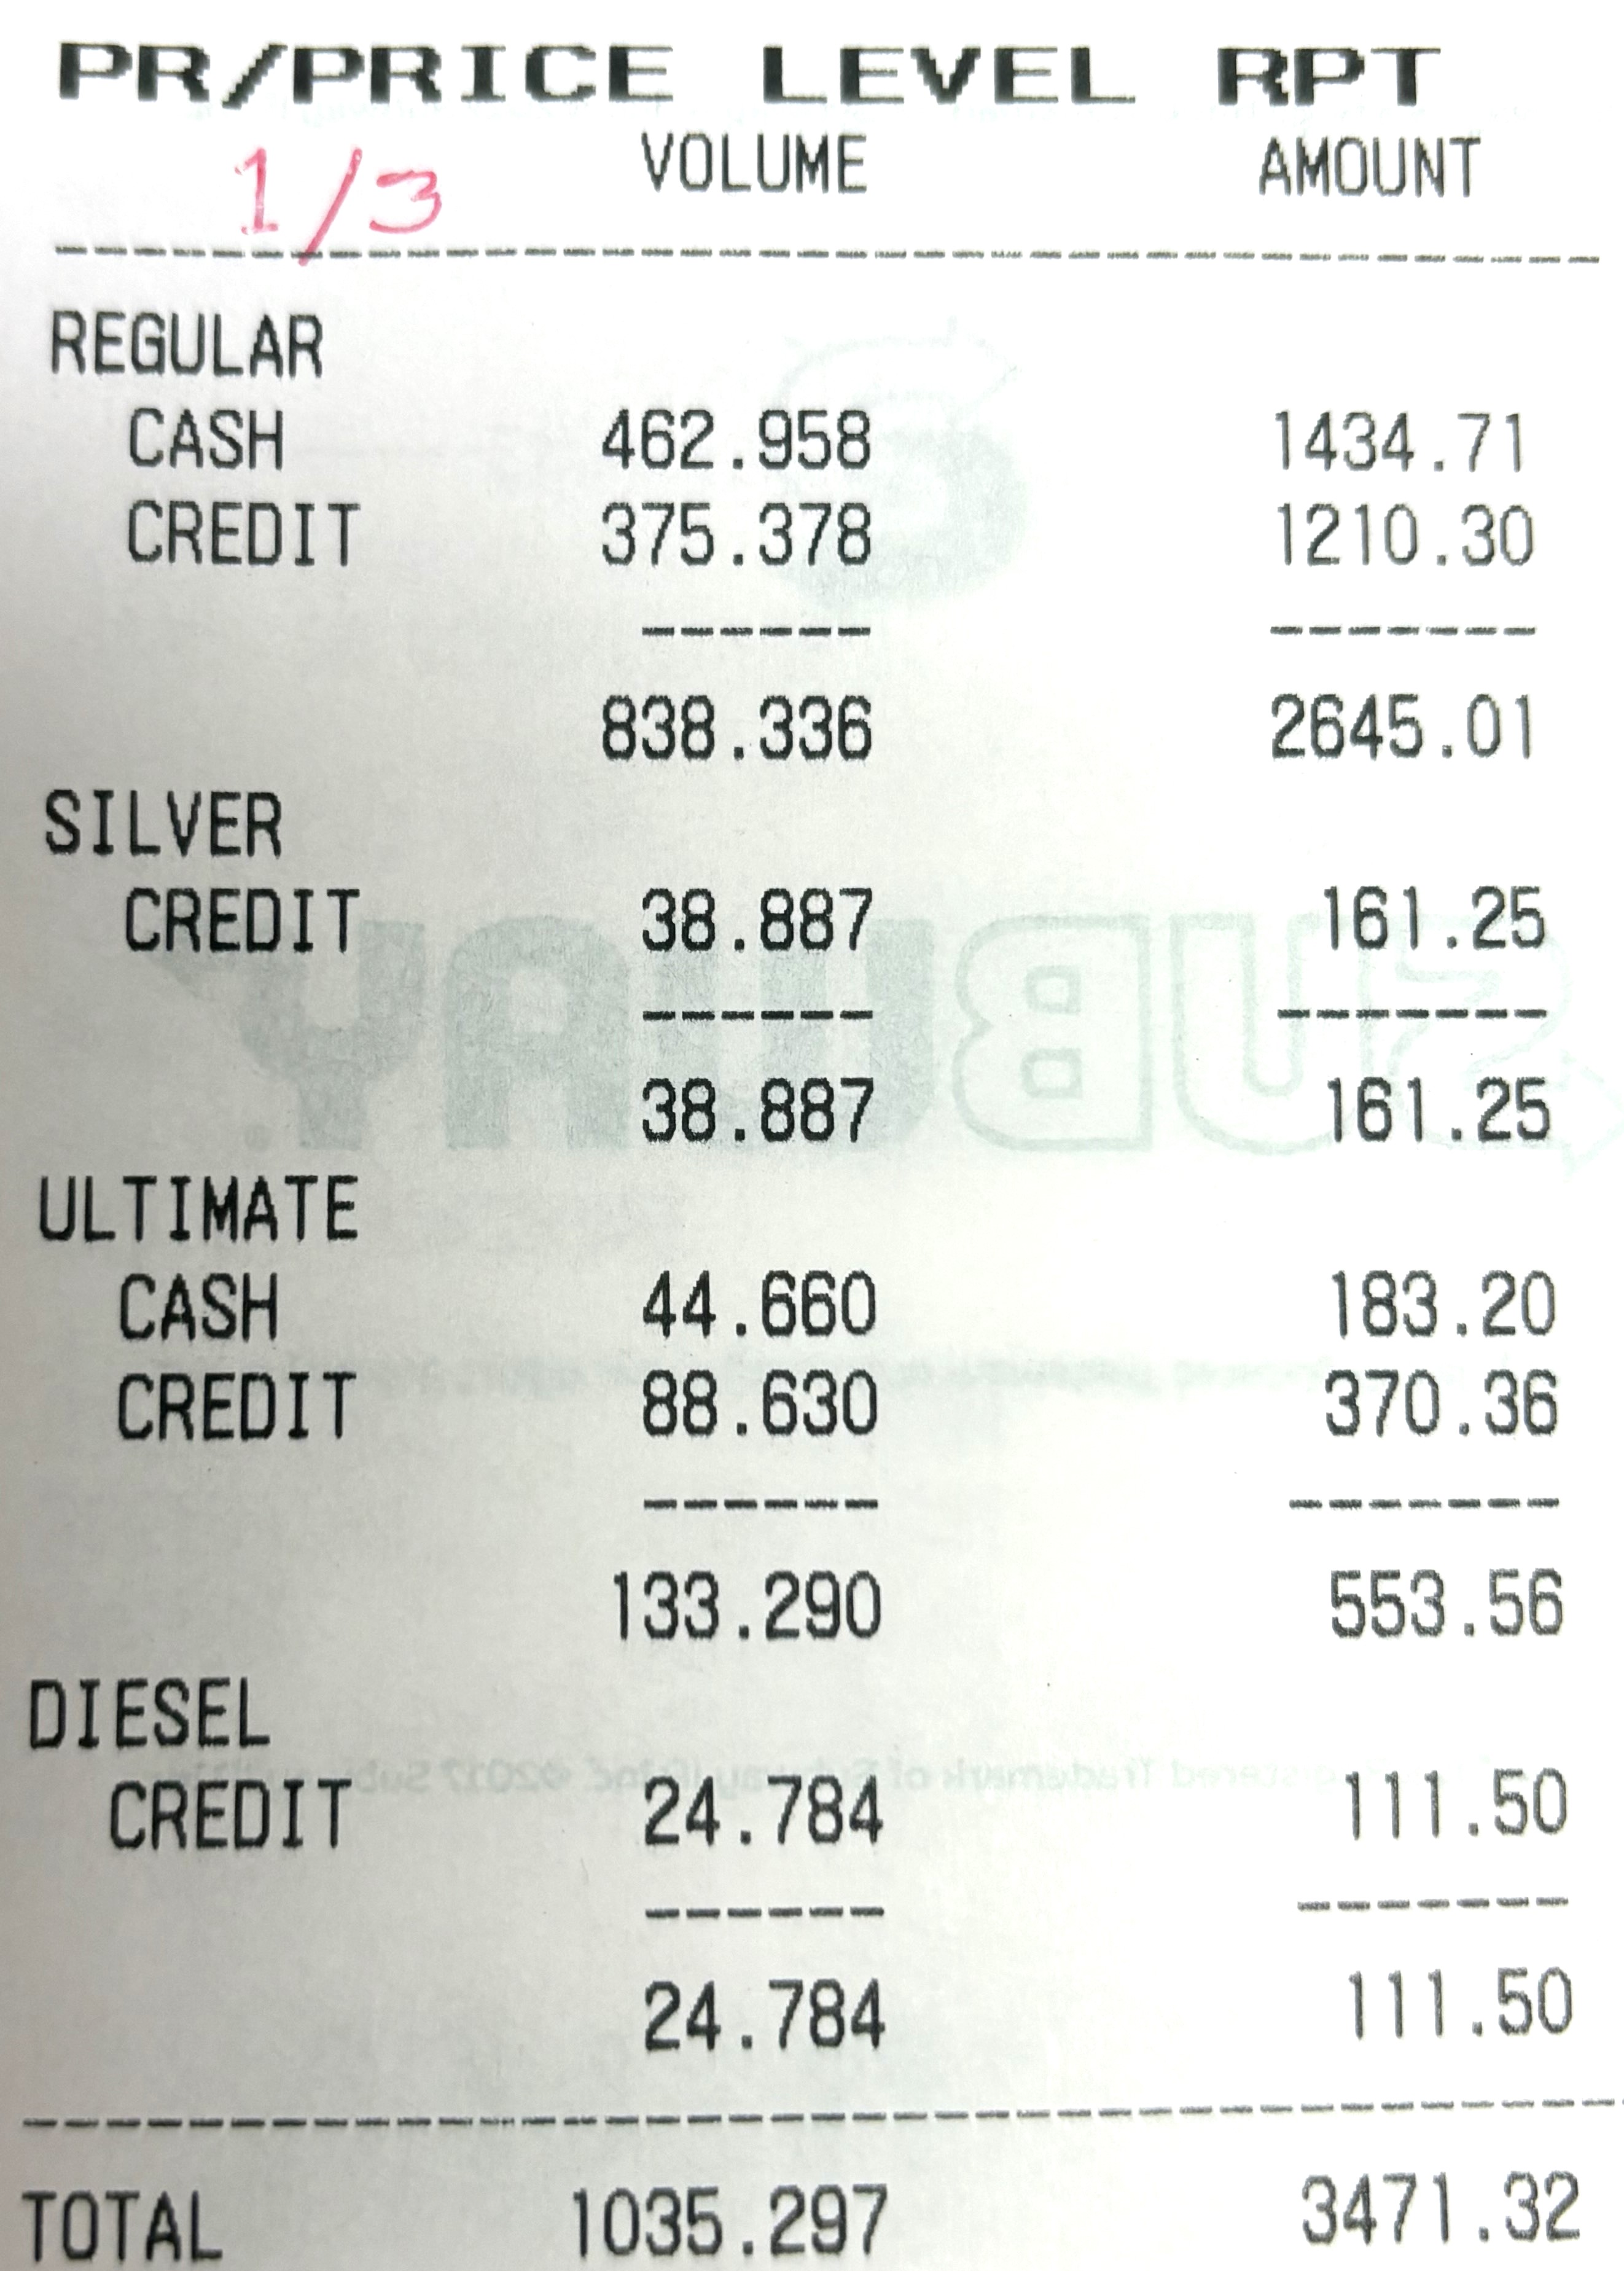 PR/PRICE LEVEL RPT
1/3 VOLUME AMOUNT
REGULAR
CASH 462.958 1434.71
CREDIT 375.378 1210.30
838.336 2645.01
SILVER
CREDIT 38.887 161.25
38.887 161.25
ULTIMATE
CASH 44.660 183.20
CREDIT 88.630 370.36
133.290 553.56
DIESEL
CREDIT 24.784 111.50
24.784 111.50
TOTAL 1035.297 3471.32